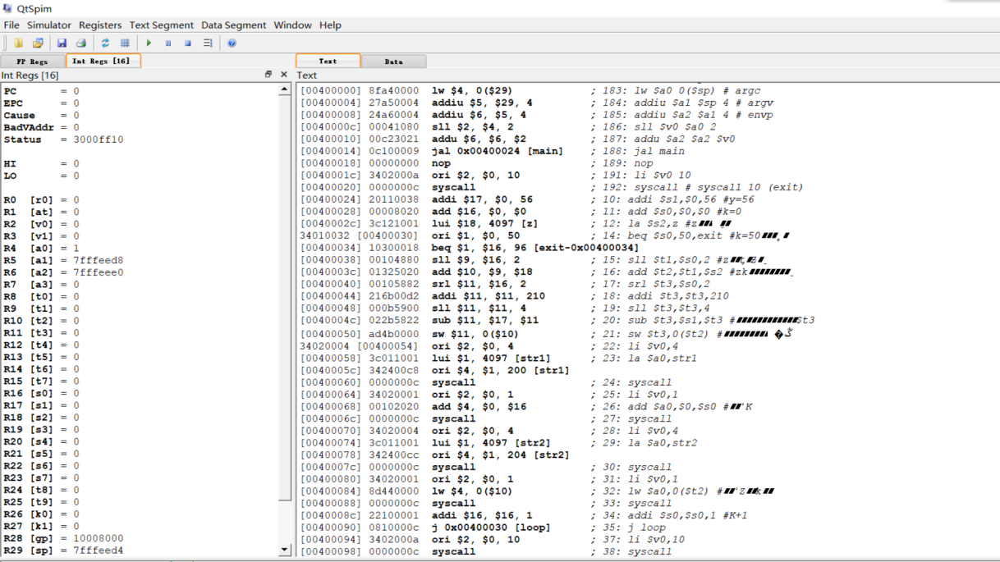 QtSpim
File Simulator Registers Text Segment Data Segment Window Help
FP Regs Int Regs [16]
Int Regs [16]
PC = 0
EPC = 0
Cause = 0
BadVAddr = 0
Status = 3000ff10
HI = 0
LO = 0
R0 [r0] = 0
R1 [at] = 0
R2 [v0] = 0
R3 [v1] = 0
R4 [a0] = 1
R5 [a1] = 7fffeed8
R6 [a2] = 7fffeee0
R7 [a3] = 0
R8 [t0] = 0
R9 [t1] = 0
R10 [t2] = 0
R11 [t3] = 0
R12 [t4] = 0
R13 [t5] = 0
R14 [t6] = 0
R15 [t7] = 0
R16 [s0] = 0
R17 [s1] = 0
R18 [s2] = 0
R19 [s3] = 0
R20 [s4] = 0
R21 [s5] = 0
R22 [s6] = 0
R23 [s7] = 0
R24 [t8] = 0
R25 [t9] = 0
R26 [k0] = 0
R27 [k1] = 0
R28 [gp] = 10008000
R29 [sp] = 7fffeed4
Text Data
Text
[00400000] 8fa40000 lw $4, 0($29) ; 183: lw $a0 0($sp) # argc
[00400004] 27a50004 addiu $5, $29, 4 ; 184: addiu $a1 $sp 4 # argv
[00400008] 24a60004 addiu $6, $5, 4 ; 185: addiu $a2 $a1 4 # envp
[0040000c] 00041080 sll $2, $4, 2 ; 186: sll $v0 $a0 2
[00400010] 00c23021 addu $6, $6, $2 ; 187: addu $a2 $a2 $v0
[00400014] 0c100009 jal 0x00400024 [main] ; 188: jal main
[00400018] 00000000 nop ; 189: nop
[0040001c] 3402000a ori $2, $0, 10 ; 191: li $v0 10
[00400020] 0000000c syscall ; 192: syscall # syscall 10 (exit)
[00400024] 20110038 addi $17, $0, 56 ; 10: addi $s1,$0,56 #y=56
[00400028] 00008020 add $16, $0, $0 ; 11: add $s0,$0,$0 #k=0
[0040002c] 3c121001 lui $18, 4097 [z] ; 12: la $s2,z #z
34010032 [00400030] ori $1, $0, 50 ; 14: beq $s0,50,exit #k=50
[00400034] 10300018 beq $1, $16, 96 [exit-0x00400034]
[00400038] 00104880 sll $9, $16, 2 ; 15: sll $t1,$s0,2 #z
[0040003c] 01325020 add $10, $9, $18 ; 16: add $t2,$t1,$s2 #zk
[00400040] 00105882 srl $11, $16, 2 ; 17: srl $t3,$s0,2
[00400044] 216b00d2 addi $11, $11, 210 ; 18: addi $t3,$t3,210
[00400048] 000b5900 sll $11, $11, 4 ; 19: sll $t3,$t3,4
[0040004c] 022b5822 sub $11, $17, $11 ; 20: sub $t3,$s1,$t3 # $t3
[00400050] ad4b0000 sw $11, 0($10) ; 21: sw $t3,0($t2) #
34020004 [00400054] ori $2, $0, 4 ; 22: li $v0,4
[00400058] 3c011001 lui $1, 4097 [str1] ; 23: la $a0,str1
[0040005c] 342400c8 ori $4, $1, 200 [str1]
[00400060] 0000000c syscall ; 24: syscall
[00400064] 34020001 ori $2, $0, 1 ; 25: li $v0,1
[00400068] 00102020 add $4, $0, $16 ; 26: add $a0,$0,$s0 #'K
[0040006c] 0000000c syscall ; 27: syscall
[00400070] 34020004 ori $2, $0, 4 ; 28: li $v0,4
[00400074] 3c011001 lui $1, 4097 [str2] ; 29: la $a0,str2
[00400078] 342400cc ori $4, $1, 204 [str2]
[0040007c] 0000000c syscall ; 30: syscall
[00400080] 34020001 ori $2, $0, 1 ; 31: li $v0,1
[00400084] 8d440000 lw $4, 0($10) ; 32: lw $a0,0($t2) #'Z k
[00400088] 0000000c syscall ; 33: syscall
[0040008c] 22100001 addi $16, $16, 1 ; 34: addi $s0,$s0,1 #K+1
[00400090] 0810000c j 0x00400030 [loop] ; 35: j loop
[00400094] 3402000a ori $2, $0, 10 ; 37: li $v0,10
[00400098] 0000000c syscall ; 38: syscall